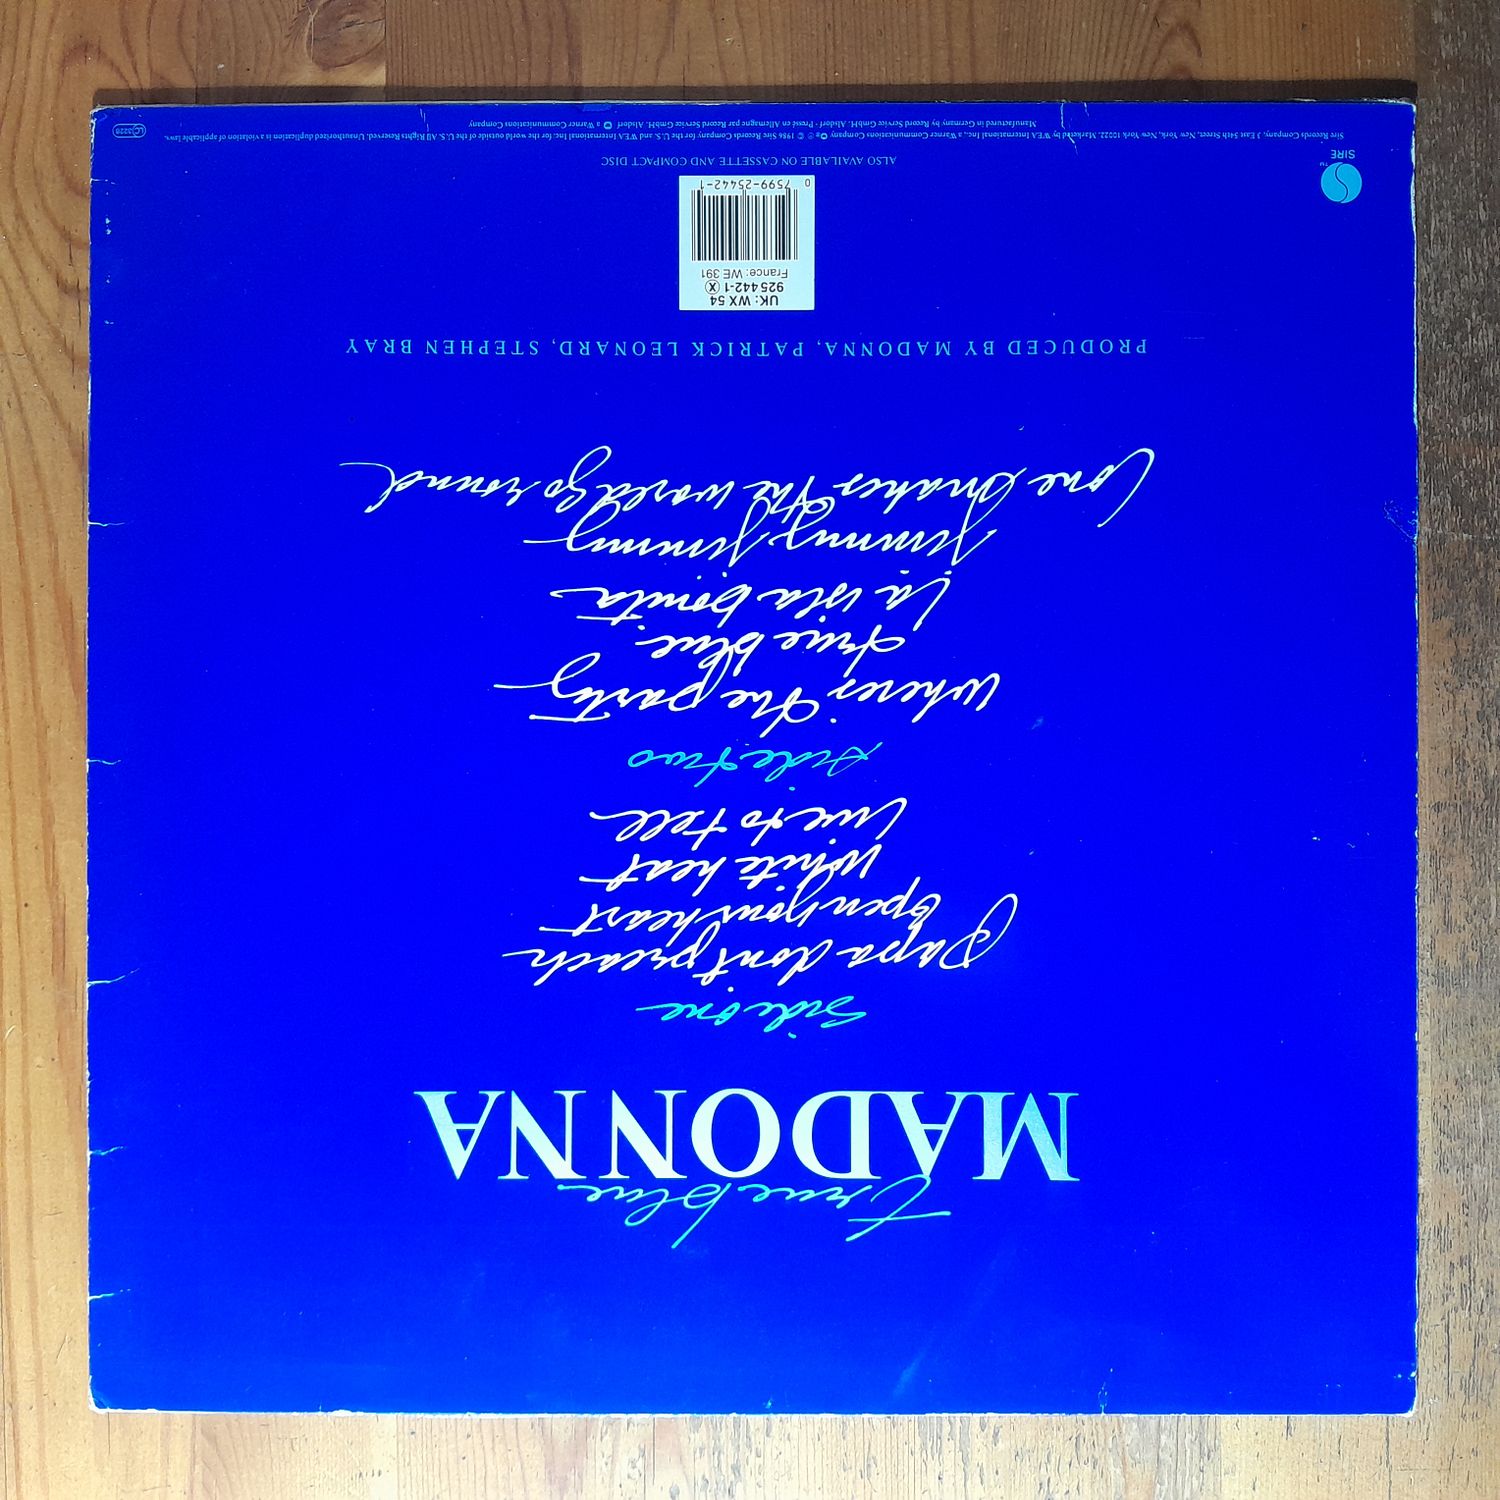 true blue
MADONNA
Side one
Papa don't preach
Open your heart
White heat
Live to tell
Side two
Where's the party
True blue
La isla bonita
Jimmy Jimmy
Love makes the world go round
PRODUCED BY MADONNA, PATRICK LEONARD, STEPHEN BRAY
UK: WX 54
925 442-1 X
France: WE 391
0 7599-25442-1
ALSO AVAILABLE ON CASSETTE AND COMPACT DISC
SIRE
TM
Sire Records Company, 3 East 54th Street, New York, New York 10022. Marketed by WEA International Inc., a Warner Communications Company. ℗ © 1986 Sire Records Company for the U.S. and WEA International Inc. for the world outside of the U.S. All Rights Reserved. Unauthorized duplication is a violation of applicable laws.
Manufactured in Germany by Record Service GmbH, Alsdorf · Pressé en Allemagne par Record Service GmbH, Alsdorf a Warner Communications Company
LC 3228